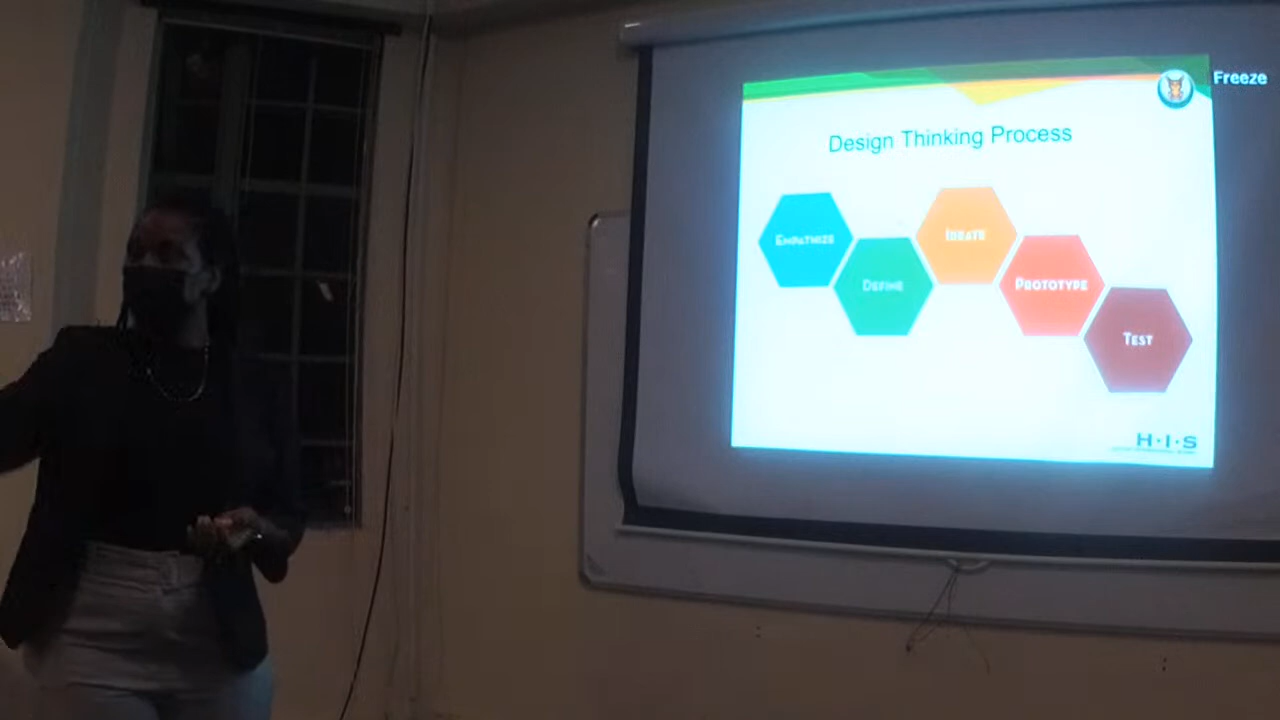 Freeze
Design Thinking Process
EMPATHIZE
DEFINE
IDEATE
PROTOTYPE
TEST
H·I·S